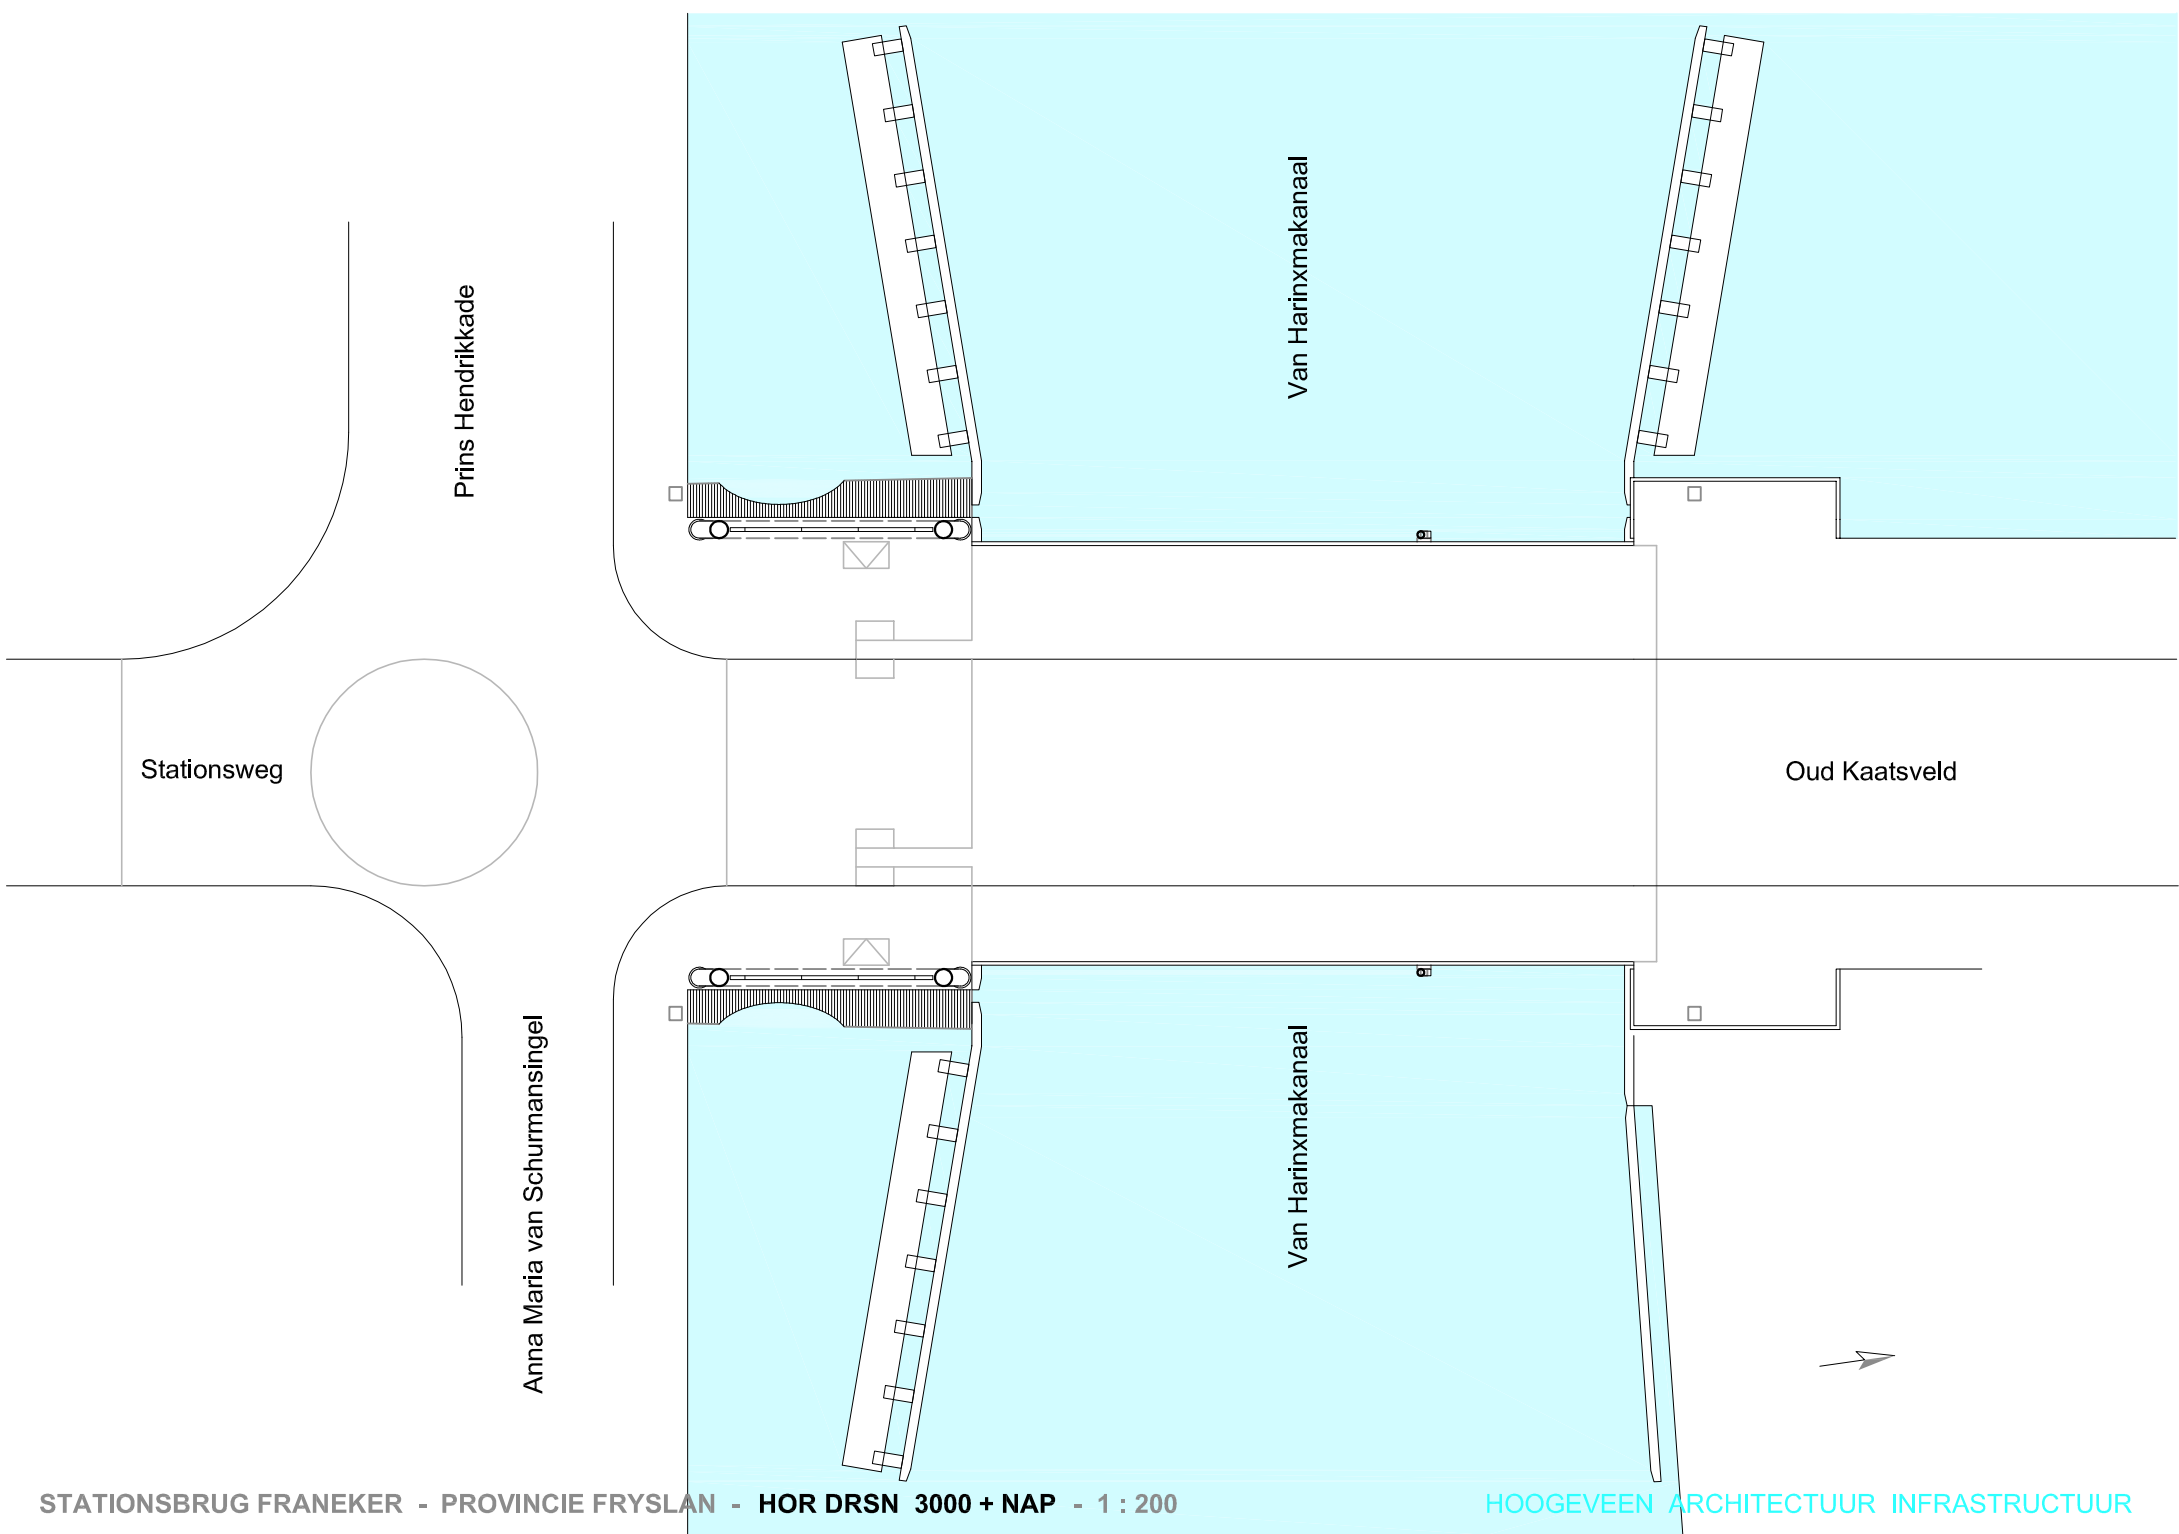 Van Harinxmakanaal
Prins Hendrikkade
Stationsweg
Oud Kaatsveld
Anna Maria van Schurmansingel
Van Harinxmakanaal
STATIONSBRUG FRANEKER - PROVINCIE FRYSLAN - HOR DRSN 3000 + NAP - 1 : 200
HOOGEVEEN ARCHITECTUUR INFRASTRUCTUUR